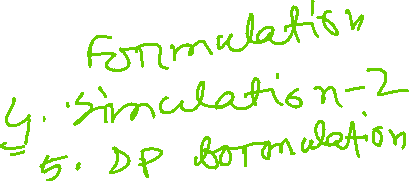 Formulation
4. Simulation-2
5. DP formulation